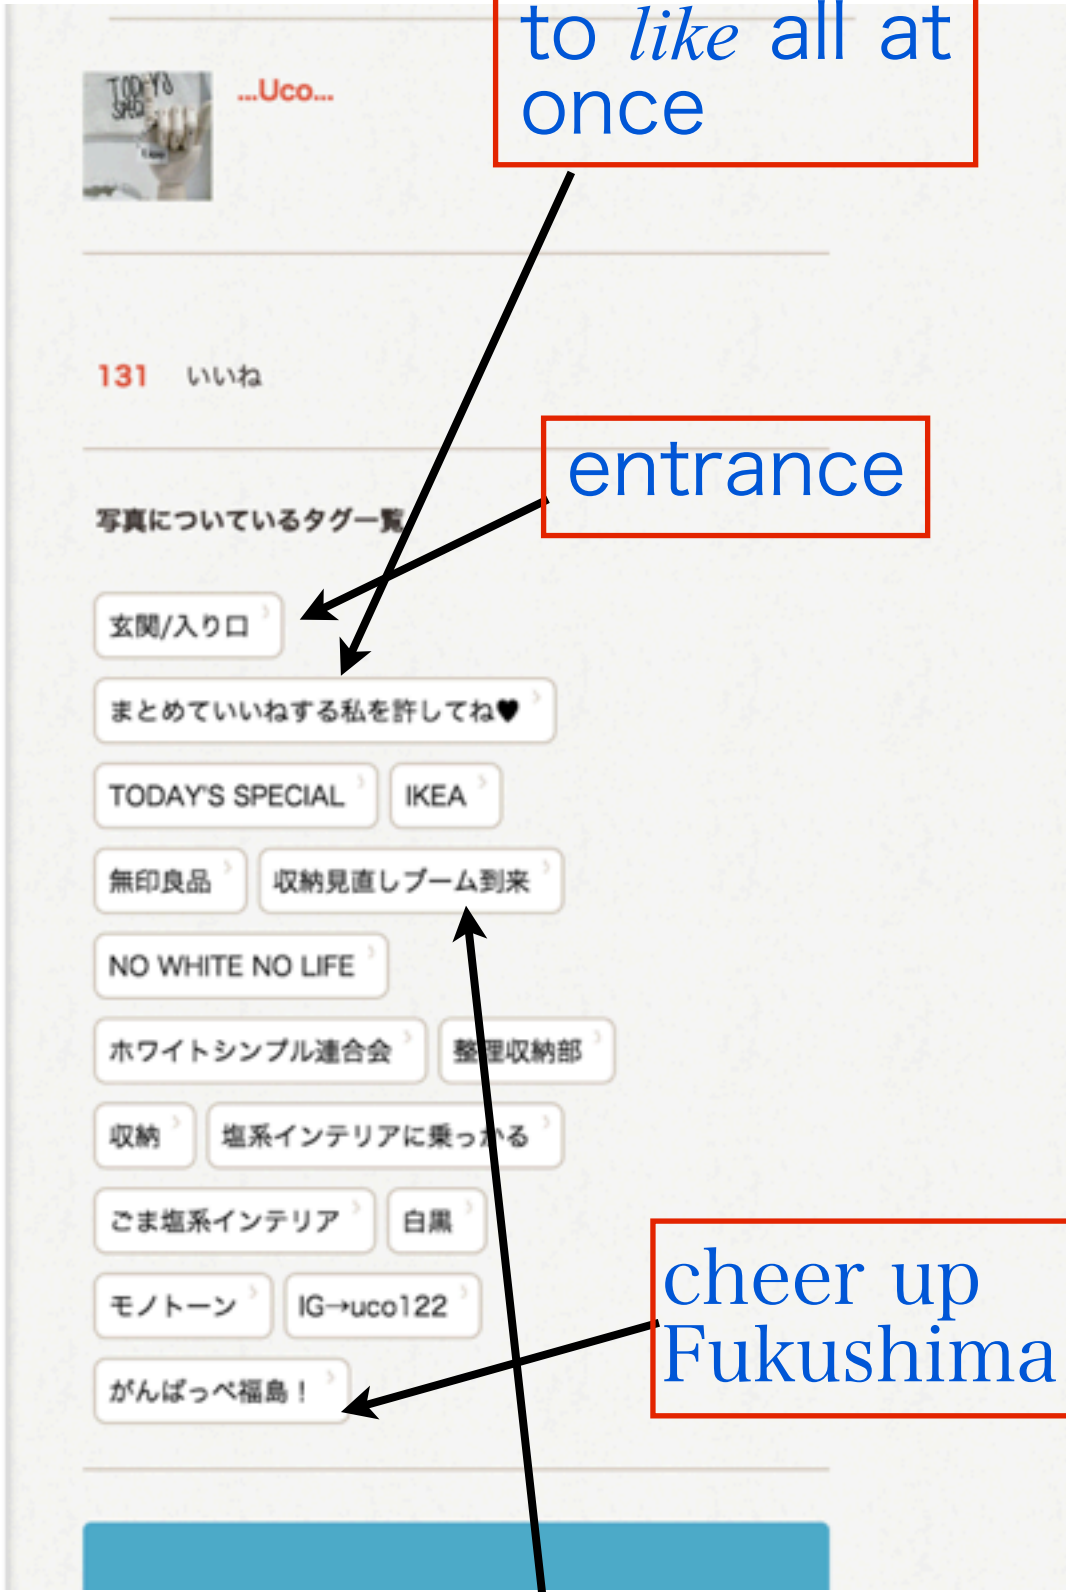 to like all at
once
TODAY'S
SPEC
...Uco...
131 いいね
entrance
写真についているタグ一覧
玄関/入り口
まとめていいねする私を許してね♥
TODAY'S SPECIAL IKEA
無印良品 収納見直しブーム到来
NO WHITE NO LIFE
ホワイトシンプル連合会 整理収納部
収納 塩系インテリアに乗っかる
ごま塩系インテリア 白黒
モノトーン IG→uco122
cheer up
Fukushima
がんばっぺ福島！